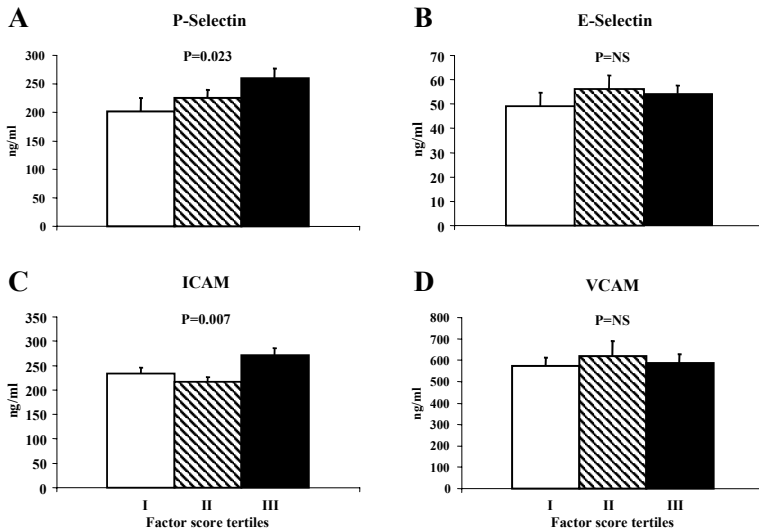 A
P-Selectin
P=0.023
300
250
200
150
100
50
0
ng/ml
B
E-Selectin
P=NS
70
60
50
40
30
20
10
0
ng/ml
C
ICAM
P=0.007
350
300
250
200
150
100
50
0
ng/ml
I II III
Factor score tertiles
D
VCAM
P=NS
800
700
600
500
400
300
200
100
0
ng/ml
I II III
Factor score tertiles